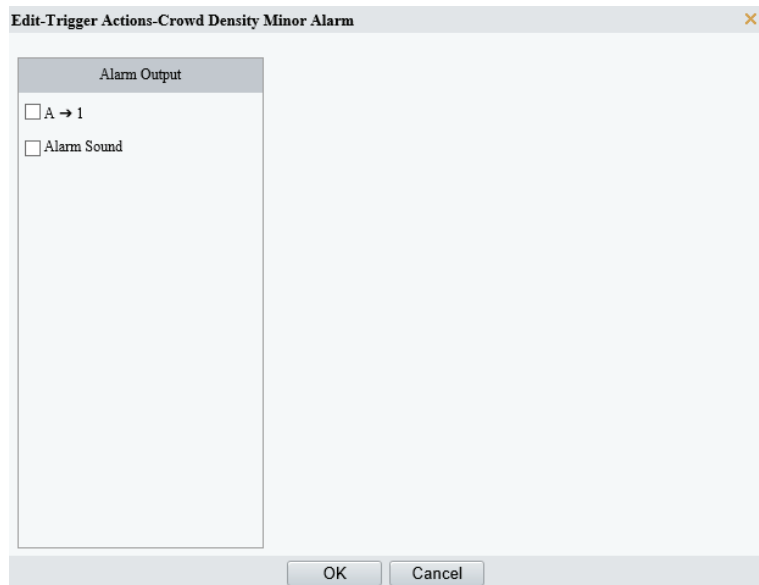 Edit-Trigger Actions-Crowd Density Minor Alarm
Alarm Output
A → 1
Alarm Sound
OK Cancel